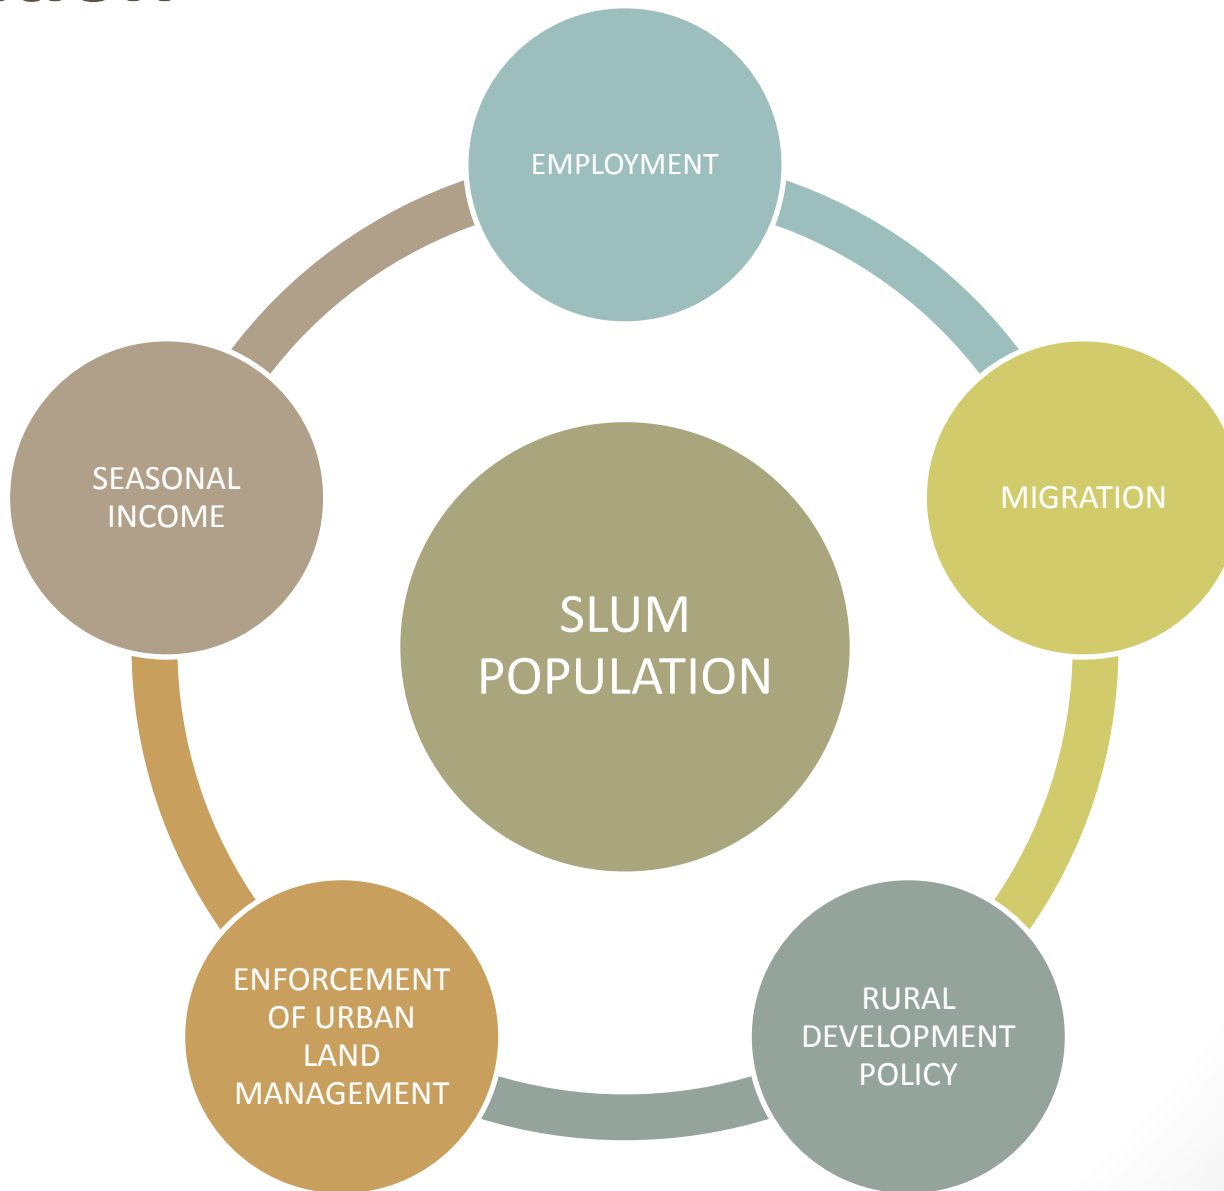 EMPLOYMENT
MIGRATION
SEASONAL
INCOME
SLUM
POPULATION
ENFORCEMENT
OF URBAN
LAND
MANAGEMENT
RURAL
DEVELOPMENT
POLICY